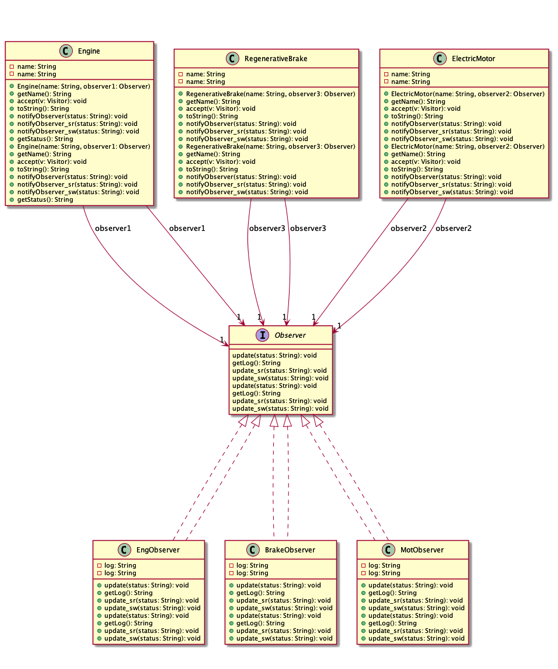 C Engine
name: String
name: String
Engine(name: String, observer1: Observer)
getName(): String
accept(v: Visitor): void
toString(): String
notifyObserver(status: String): void
notifyObserver_sr(status: String): void
notifyObserver_sw(status: String): void
getStatus(): String
Engine(name: String, observer1: Observer)
getName(): String
accept(v: Visitor): void
toString(): String
notifyObserver(status: String): void
notifyObserver_sr(status: String): void
notifyObserver_sw(status: String): void
getStatus(): String
C RegenerativeBrake
name: String
name: String
RegenerativeBrake(name: String, observer3: Observer)
getName(): String
accept(v: Visitor): void
toString(): String
notifyObserver(status: String): void
notifyObserver_sr(status: String): void
notifyObserver_sw(status: String): void
RegenerativeBrake(name: String, observer3: Observer)
getName(): String
accept(v: Visitor): void
toString(): String
notifyObserver(status: String): void
notifyObserver_sr(status: String): void
notifyObserver_sw(status: String): void
C ElectricMotor
name: String
name: String
ElectricMotor(name: String, observer2: Observer)
getName(): String
accept(v: Visitor): void
toString(): String
notifyObserver(status: String): void
notifyObserver_sr(status: String): void
notifyObserver_sw(status: String): void
ElectricMotor(name: String, observer2: Observer)
getName(): String
accept(v: Visitor): void
toString(): String
notifyObserver(status: String): void
notifyObserver_sr(status: String): void
notifyObserver_sw(status: String): void
observer1
observer1
observer3
observer3
observer2
observer2
1
1
1
1
1
1
I Observer
update(status: String): void
getLog(): String
update_sr(status: String): void
update_sw(status: String): void
update(status: String): void
getLog(): String
update_sr(status: String): void
update_sw(status: String): void
C EngObserver
log: String
log: String
update(status: String): void
getLog(): String
update_sr(status: String): void
update_sw(status: String): void
update(status: String): void
getLog(): String
update_sr(status: String): void
update_sw(status: String): void
C BrakeObserver
log: String
log: String
update(status: String): void
getLog(): String
update_sr(status: String): void
update_sw(status: String): void
update(status: String): void
getLog(): String
update_sr(status: String): void
update_sw(status: String): void
C MotObserver
log: String
log: String
update(status: String): void
getLog(): String
update_sr(status: String): void
update_sw(status: String): void
update(status: String): void
getLog(): String
update_sr(status: String): void
update_sw(status: String): void